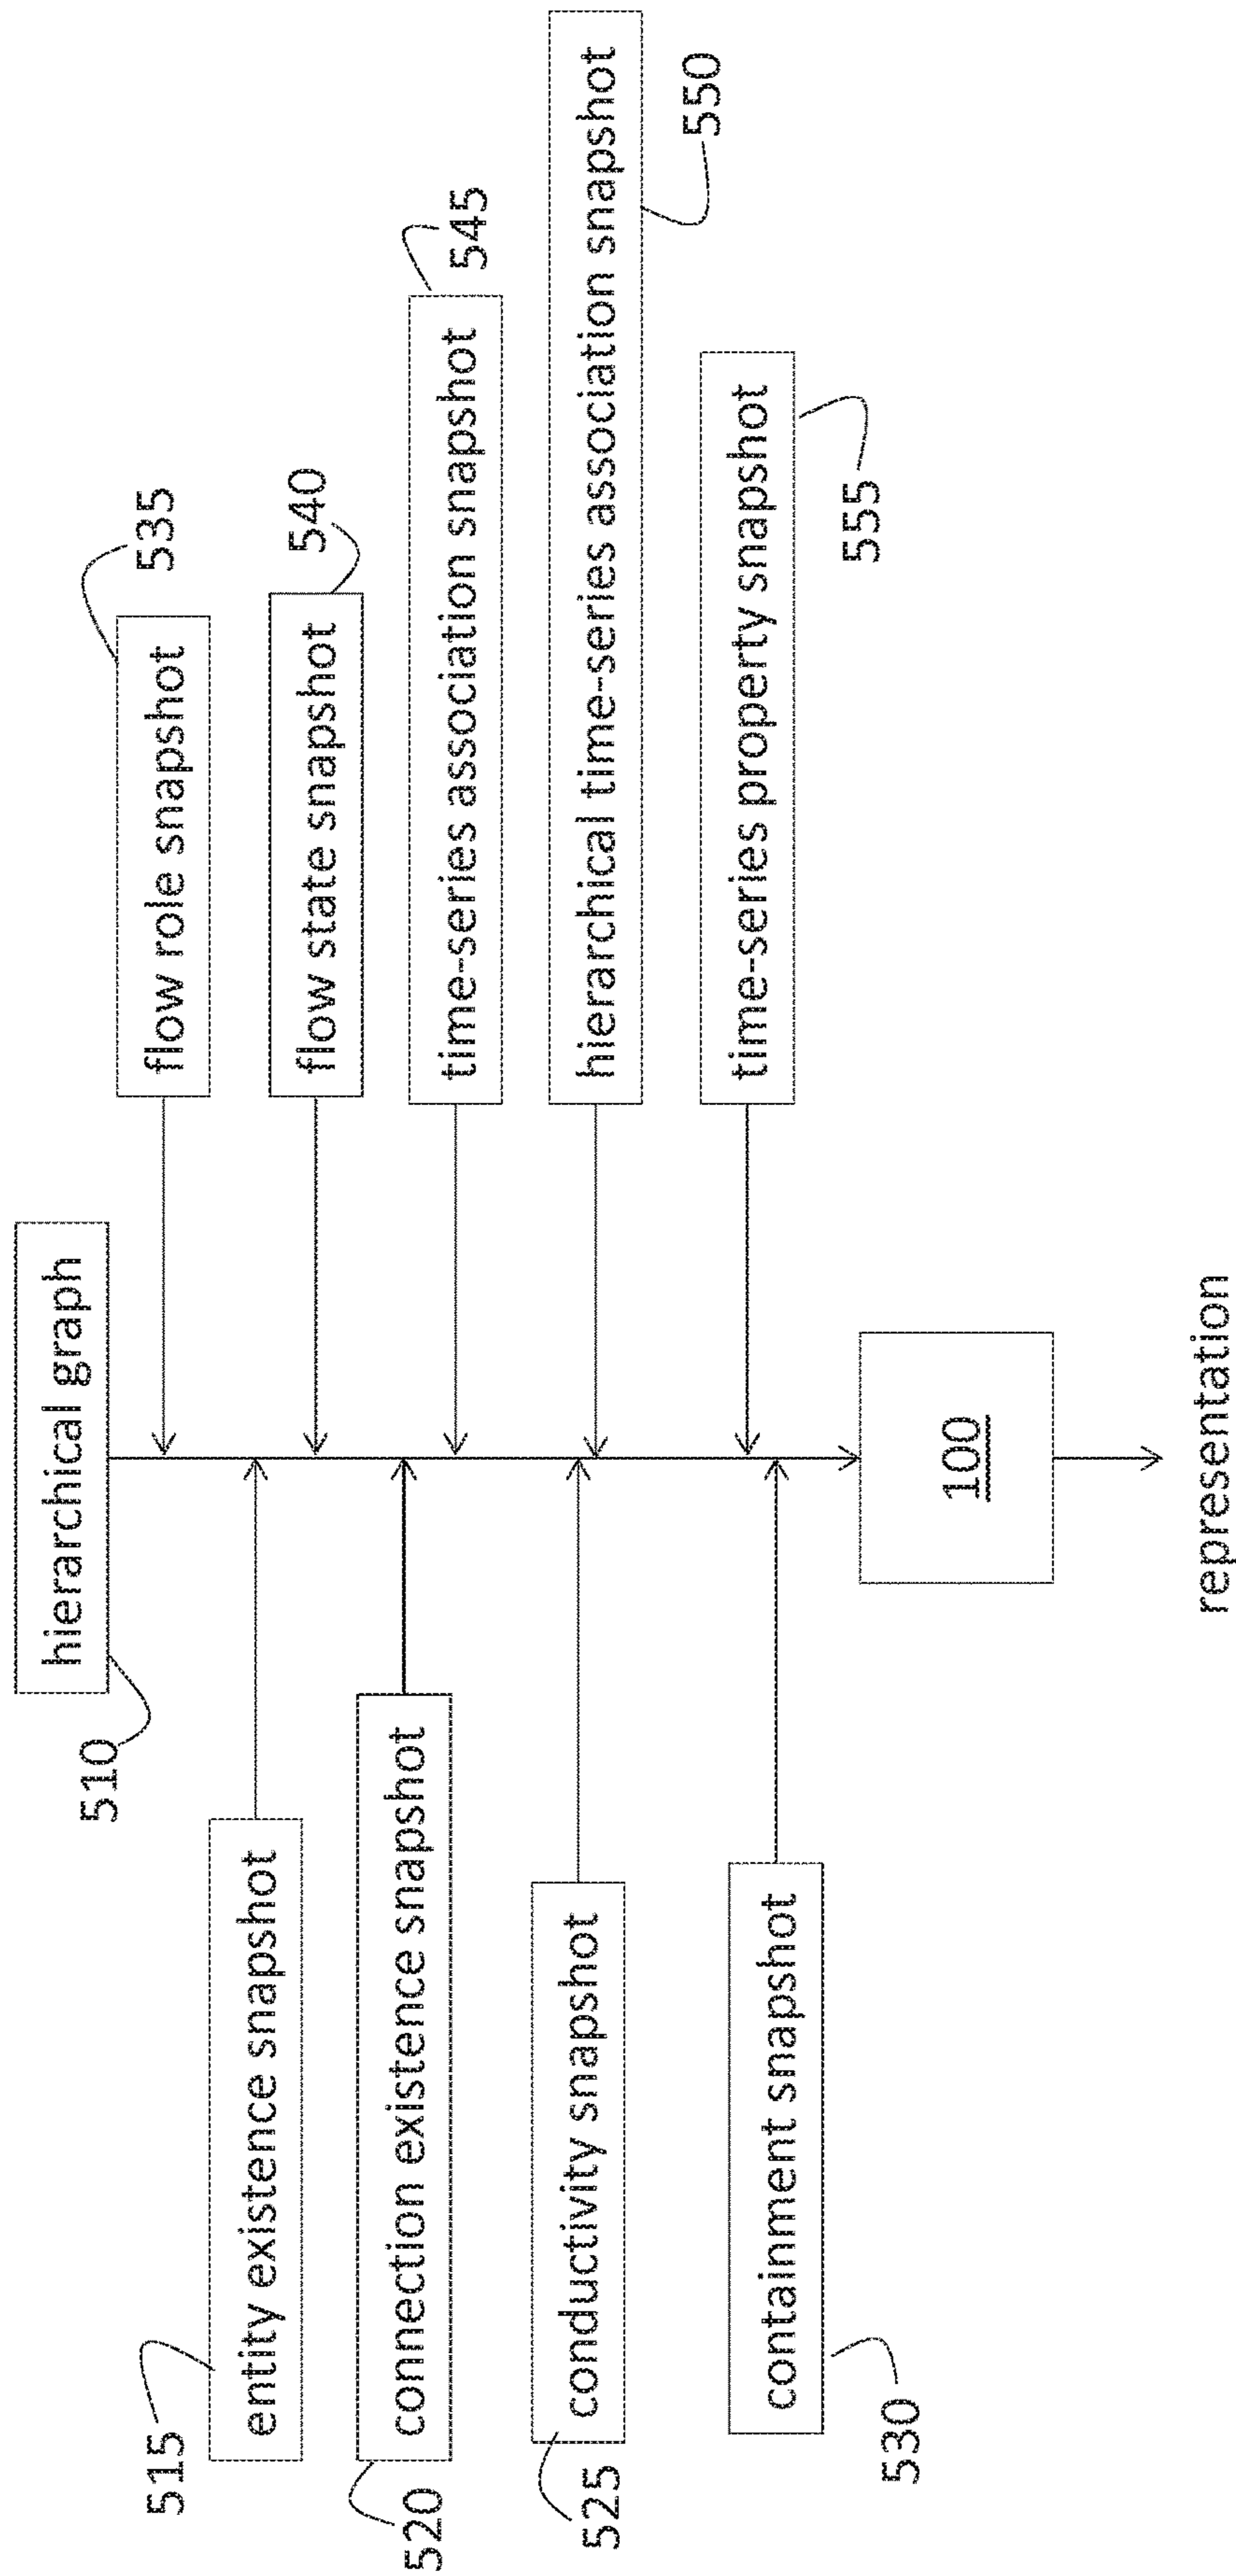 hierarchical graph
510
flow role snapshot
535
entity existence snapshot
515
flow state snapshot
540
connection existence snapshot
520
time-series association snapshot
545
conductivity snapshot
525
hierarchical time-series association snapshot
550
time-series property snapshot
555
containment snapshot
530
100
representation